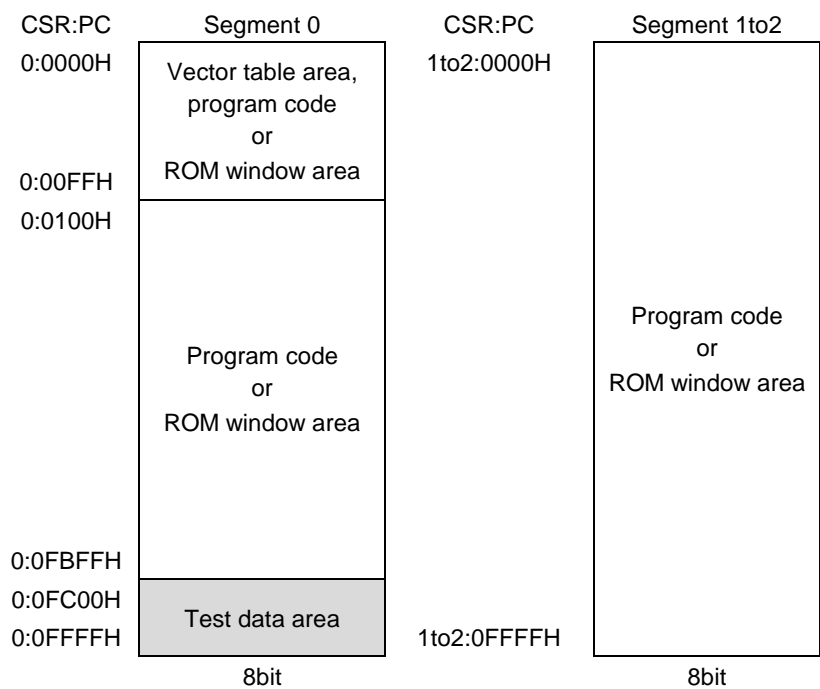 CSR:PC Segment 0 CSR:PC Segment 1to2
0:0000H
Vector table area,
program code
or
ROM window area
0:00FFH
0:0100H
Program code
or
ROM window area
0:0FBFFH
0:0FC00H
Test data area
0:0FFFFH
8bit
1to2:0000H
Program code
or
ROM window area
1to2:0FFFFH
8bit